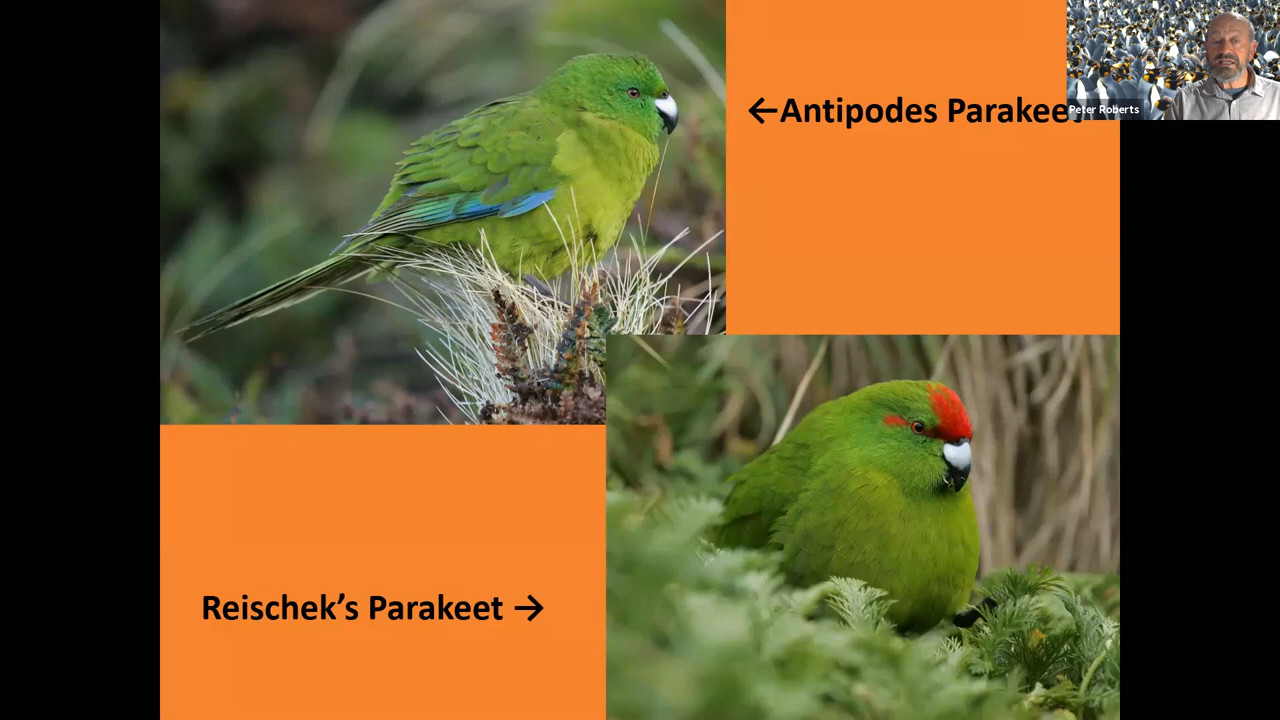 ←Antipodes Parakeet
Peter Roberts
Reischek's Parakeet →